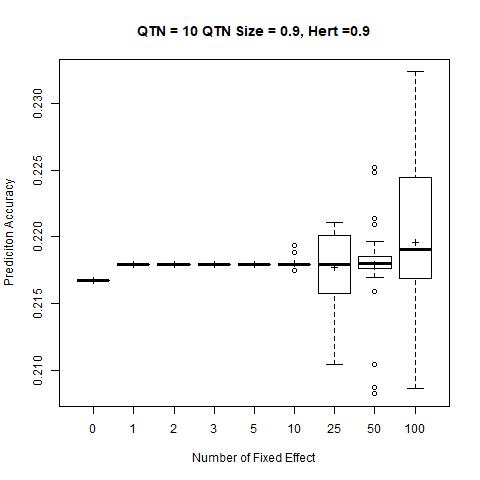 QTN = 10 QTN Size = 0.9, Hert =0.9
Prediciton Accuracy
0.230
0.225
0.220
0.215
0.210
0 1 2 3 5 10 25 50 100
Number of Fixed Effect